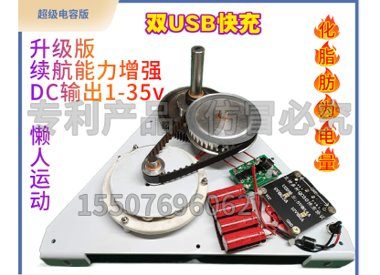 超级电容版
双USB快充
升级版
续航能力增强
DC输出1-35v
化脂肪为电量
专利产品 仿冒必究
懒人运动
15507696062